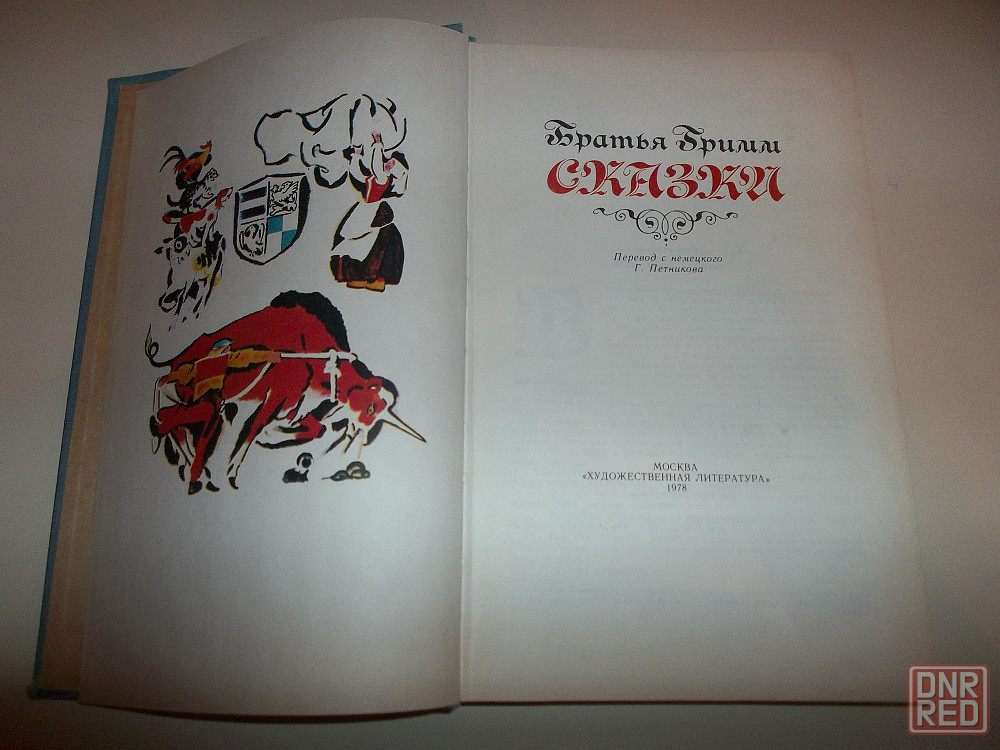 Братья Гримм
СКАЗКИ
Перевод с немецкого
Г. Петникова
МОСКВА
«ХУДОЖЕСТВЕННАЯ ЛИТЕРАТУРА»
1978
DNR
RED